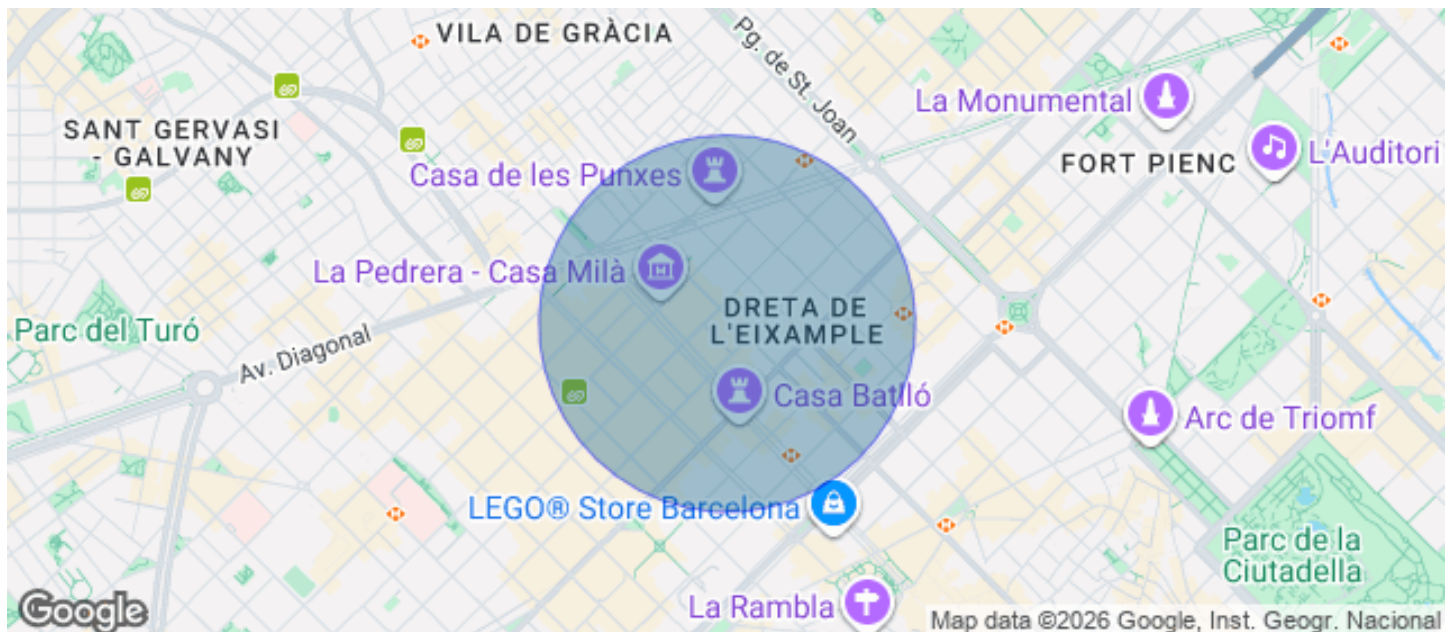 VILA DE GRÀCIA
Pg. de St. Joan
La Monumental
SANT GERVASI
- GALVANY
L'Auditori
FORT PIENC
Casa de les Punxes
La Pedrera - Casa Milà
DRETA DE
L'EIXAMPLE
Parc del Turó
Av. Diagonal
Casa Batlló
Arc de Triomf
LEGO® Store Barcelona
Parc de la
Ciutadella
La Rambla
Google
Map data ©2026 Google, Inst. Geogr. Nacional